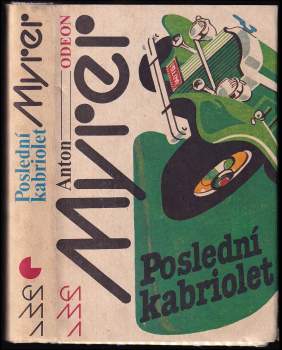 Poslední
kabriolet
Myrer
Anton
Myrer
ODEON
Poslední
kabriolet